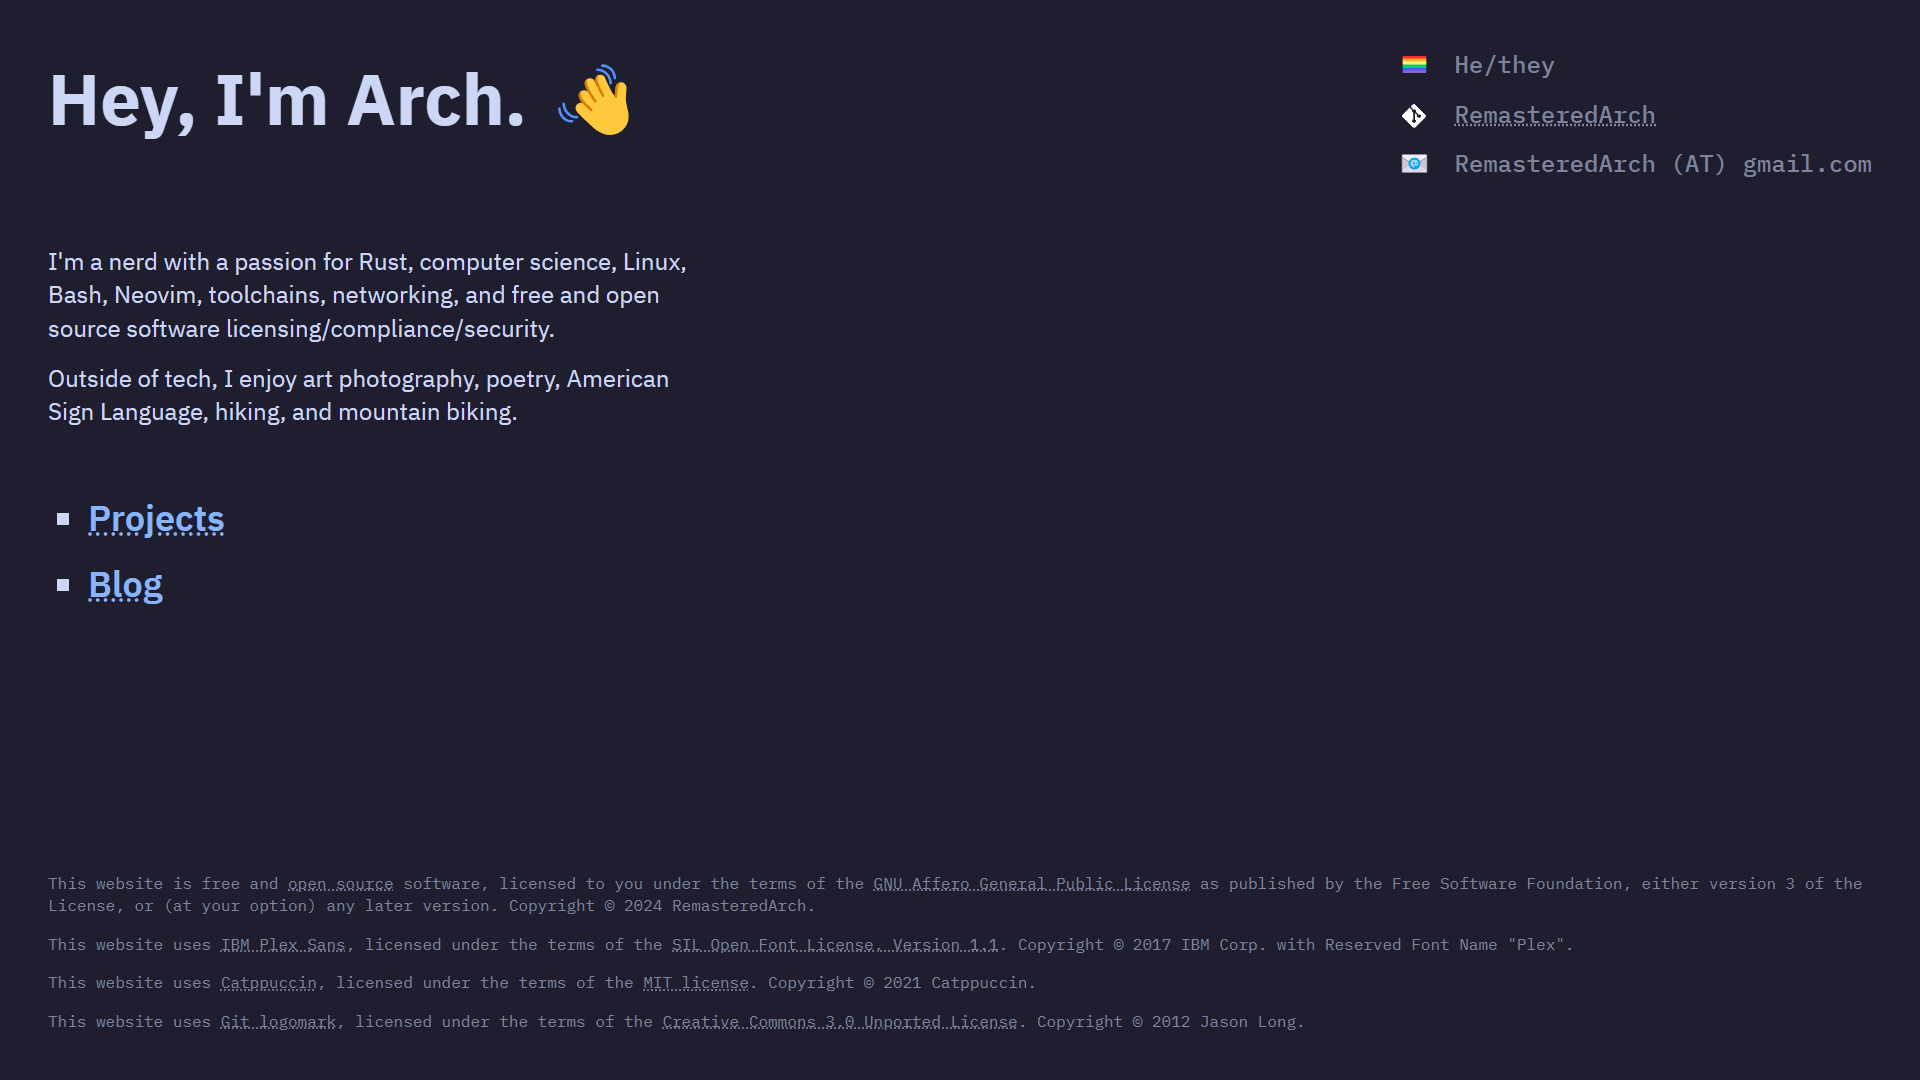 Hey, I'm Arch. 👋
He/they
RemasteredArch
RemasteredArch (AT) gmail.com
I'm a nerd with a passion for Rust, computer science, Linux,
Bash, Neovim, toolchains, networking, and free and open
source software licensing/compliance/security.
Outside of tech, I enjoy art photography, poetry, American
Sign Language, hiking, and mountain biking.
Projects
Blog
This website is free and open source software, licensed to you under the terms of the GNU Affero General Public License as published by the Free Software Foundation, either version 3 of the
License, or (at your option) any later version. Copyright © 2024 RemasteredArch.
This website uses IBM Plex Sans, licensed under the terms of the SIL Open Font License, Version 1.1. Copyright © 2017 IBM Corp. with Reserved Font Name "Plex".
This website uses Catppuccin, licensed under the terms of the MIT license. Copyright © 2021 Catppuccin.
This website uses Git logomark, licensed under the terms of the Creative Commons 3.0 Unported License. Copyright © 2012 Jason Long.